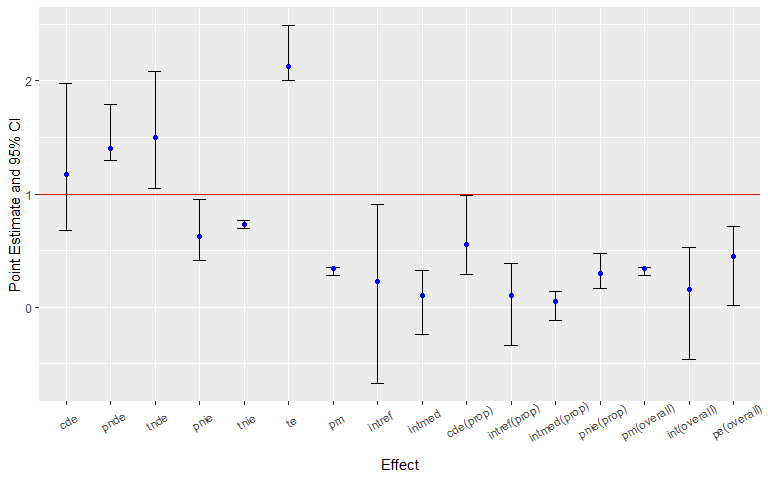 Point Estimate and 95% CI
2
1
0
cde
pnde
tnde
pnie
tnie
te
pm
intref
intmed
cde(prop)
intref(prop)
intmed(prop)
pnie(prop)
pm(overall)
int(overall)
pe(overall)
Effect